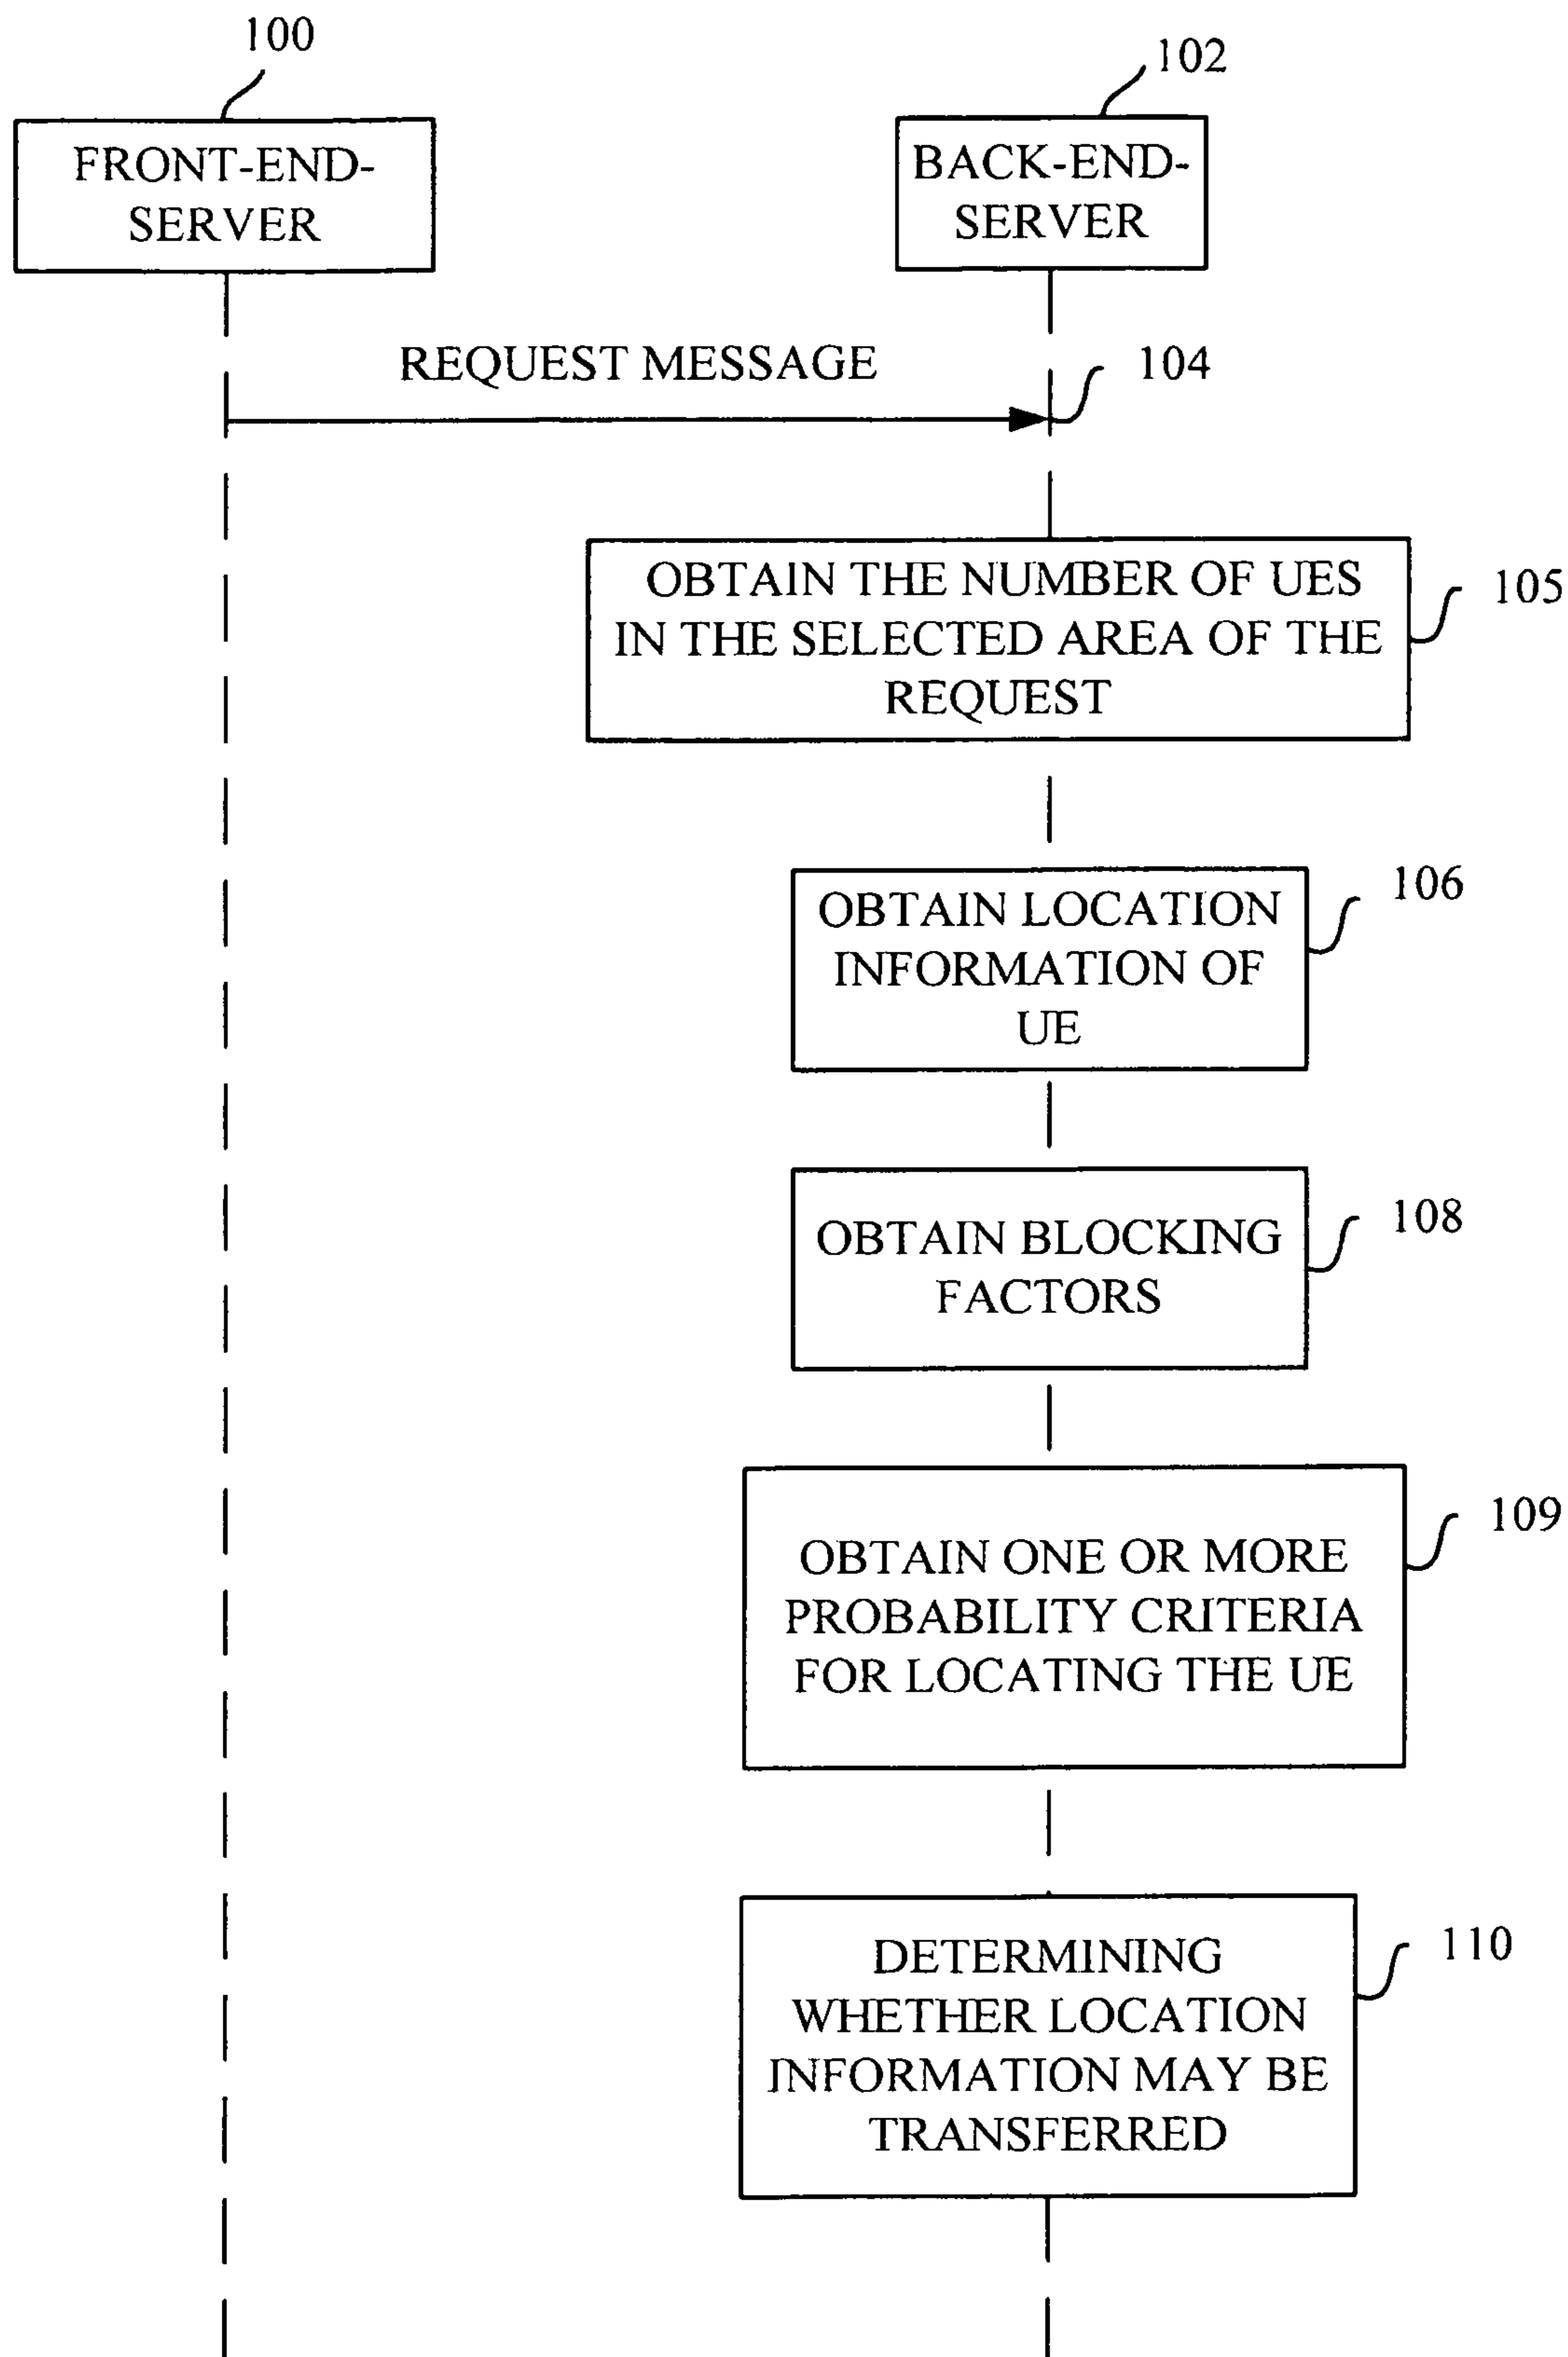 100
102
FRONT-END-
SERVER
BACK-END-
SERVER
REQUEST MESSAGE
104
OBTAIN THE NUMBER OF UES
IN THE SELECTED AREA OF THE
REQUEST
105
OBTAIN LOCATION
INFORMATION OF
UE
106
OBTAIN BLOCKING
FACTORS
108
OBTAIN ONE OR MORE
PROBABILITY CRITERIA
FOR LOCATING THE UE
109
DETERMINING
WHETHER LOCATION
INFORMATION MAY BE
TRANSFERRED
110